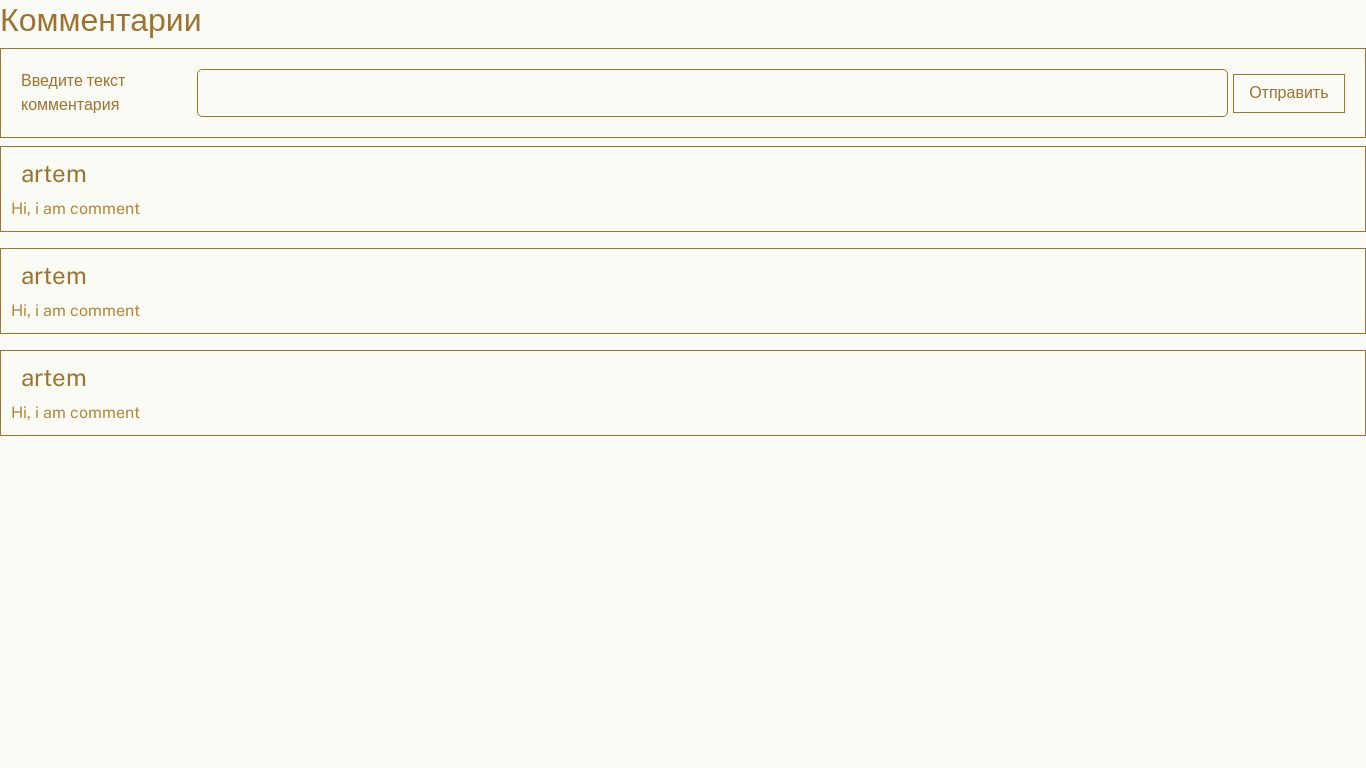 Комментарии
Введите текст
комментария
Отправить
artem
Hi, i am comment
artem
Hi, i am comment
artem
Hi, i am comment